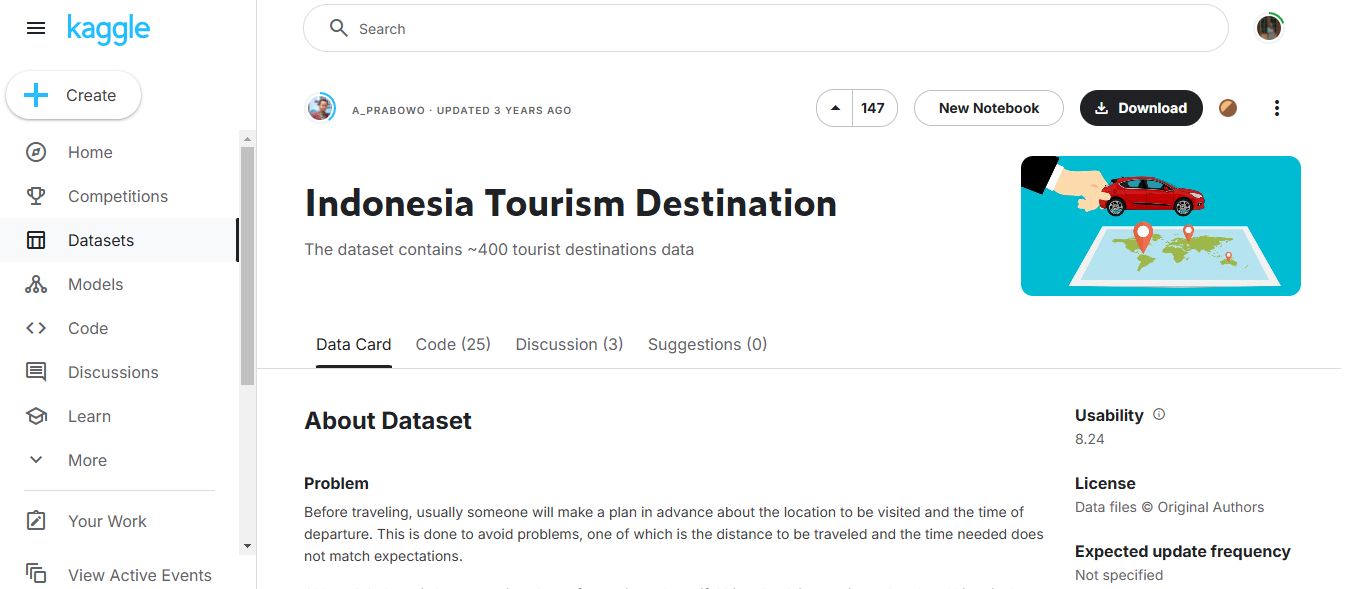 kaggle
Search
Create
Home
Competitions
Datasets
Models
Code
Discussions
Learn
More
Your Work
View Active Events
A_PRABOWO · UPDATED 3 YEARS AGO
147
New Notebook
Download
Indonesia Tourism Destination
The dataset contains ~400 tourist destinations data
Data Card
Code (25)
Discussion (3)
Suggestions (0)
About Dataset
Problem
Before traveling, usually someone will make a plan in advance about the location to be visited and the time of
departure. This is done to avoid problems, one of which is the distance to be traveled and the time needed does
not match expectations.
Usability
8.24
License
Data files © Original Authors
Expected update frequency
Not specified